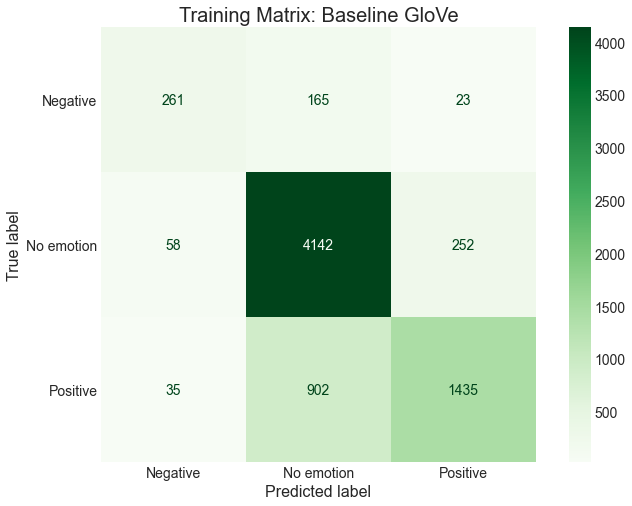 Training Matrix: Baseline GloVe
Negative 261 165 23
No emotion 58 4142 252
Positive 35 902 1435
Negative No emotion Positive
Predicted label
True label
4000
3500
3000
2500
2000
1500
1000
500